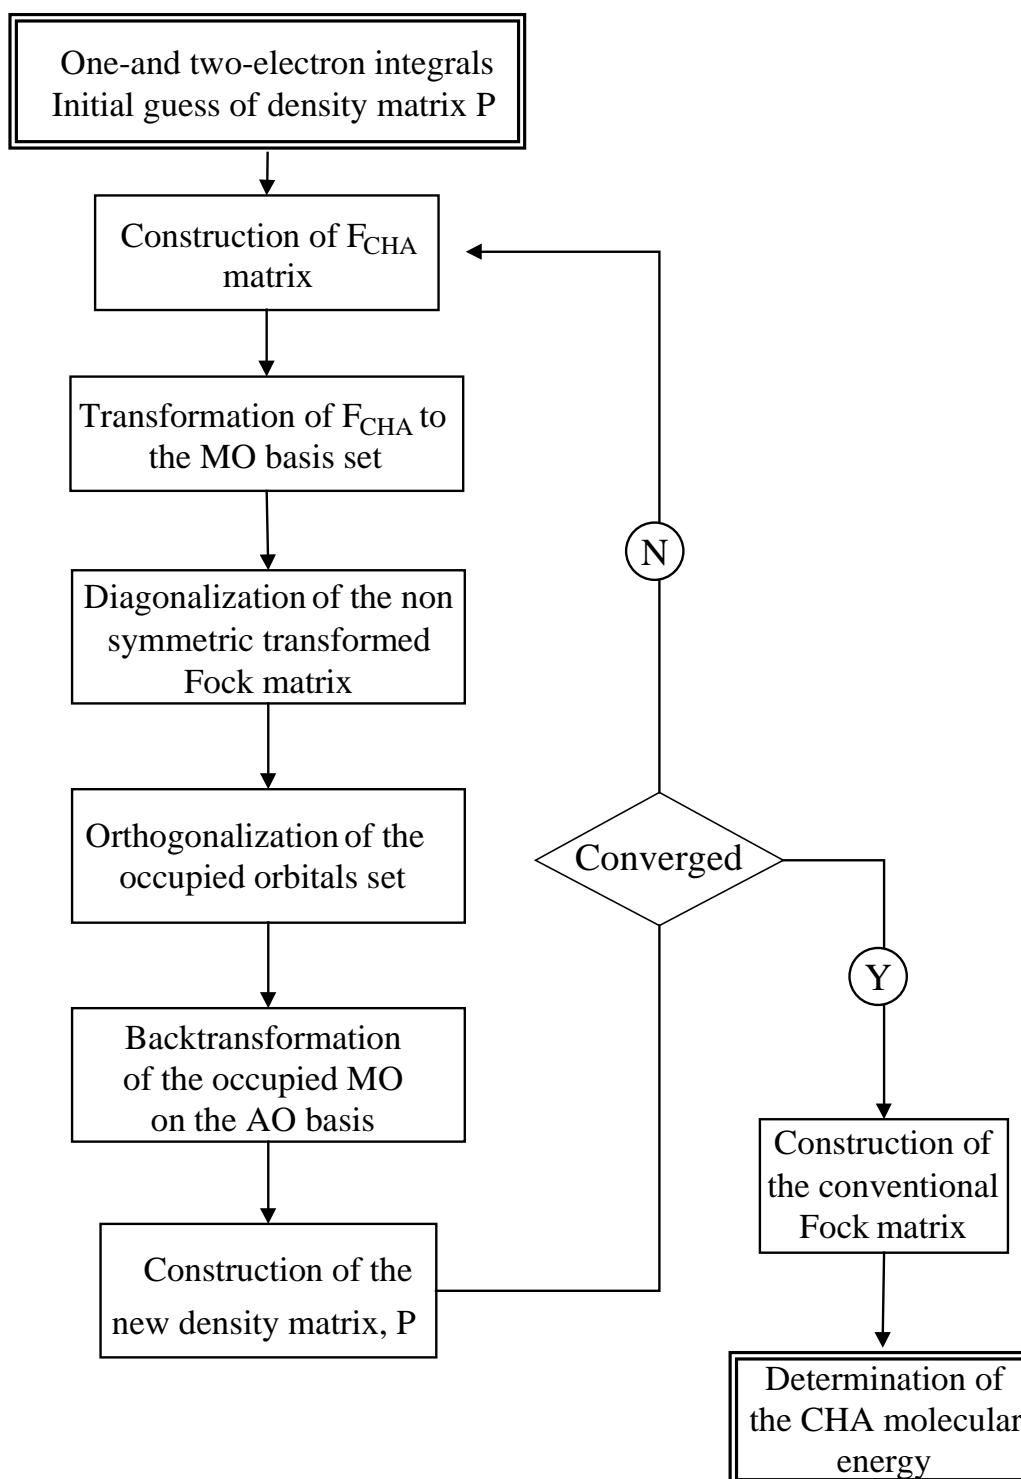 One-and two-electron integrals
Initial guess of density matrix P
Construction of FCHA
matrix
Transformation of FCHA to
the MO basis set
Diagonalization of the non
symmetric transformed
Fock matrix
Orthogonalization of the
occupied orbitals set
Backtransformation
of the occupied MO
on the AO basis
Construction of the
new density matrix, P
N
Converged
Y
Construction of
the conventional
Fock matrix
Determination of
the CHA molecular
energy